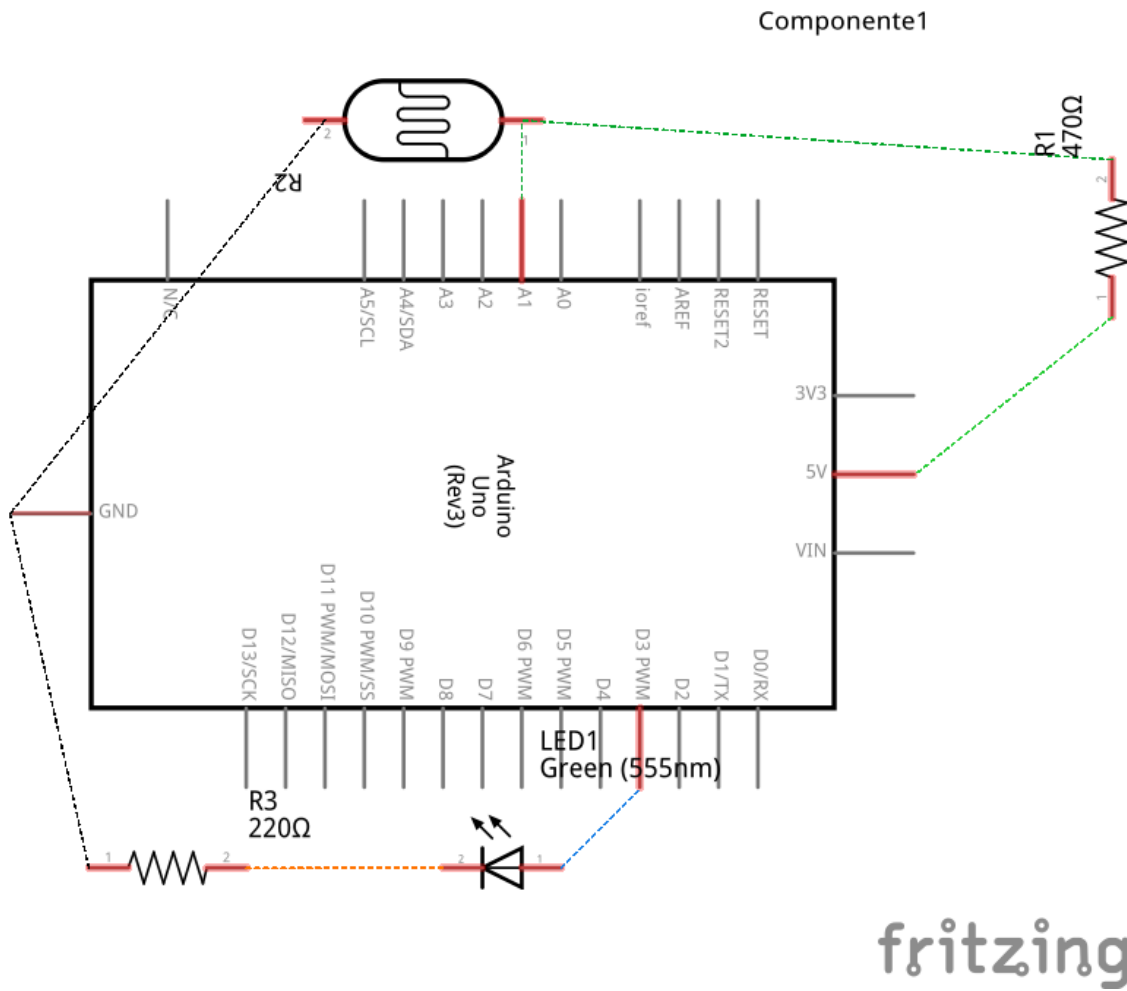 Componente1
R1
470Ω
2
1
2
1
R2
N/C
A5/SCL
A4/SDA
A3
A2
A1
A0
ioref
AREF
RESET2
RESET
3V3
5V
VIN
GND
Arduino
Uno
(Rev3)
D13/SCK
D12/MISO
D11 PWM/MOSI
D10 PWM/SS
D9 PWM
D8
D7
D6 PWM
D5 PWM
D4
D3 PWM
D2
D1/TX
D0/RX
LED1
Green (555nm)
R3
220Ω
1
2
2
1
fritzing